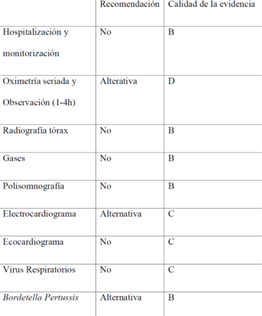 Recomendación Calidad de la evidencia
Hospitalización y No B
monitorización
Oximetría seriada y Alterativa D
Observación (1-4h)
Radiografía tórax No B
Gases No B
Polisomnografía No B
Electrocardiograma Alternativa C
Ecocardiograma No C
Virus Respiratorios No C
Bordetella Pertussis Alternativa B